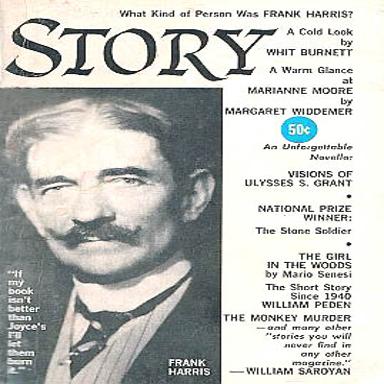 What Kind of Person Was FRANK HARRIS?
STORY
A Cold Look
by
WHIT BURNETT
A Warm Glance
at
MARIANNE MOORE
by
MARGARET WIDDEMER
50¢
An Unforgettable
Novella:
VISIONS OF
ULYSSES S. GRANT
•
NATIONAL PRIZE
WINNER:
The Stone Soldier
•
THE GIRL
IN THE WOODS
by Mario Senesi
The Short Story
Since 1940
WILLIAM PEDEN
THE MONKEY MURDER
—and many other
"stories you will
never find in
any other
magazine."
—WILLIAM SAROYAN
"If
my
book
isn't
better
than
Joyce's
I'll
let
them
burn
it."
FRANK
HARRIS